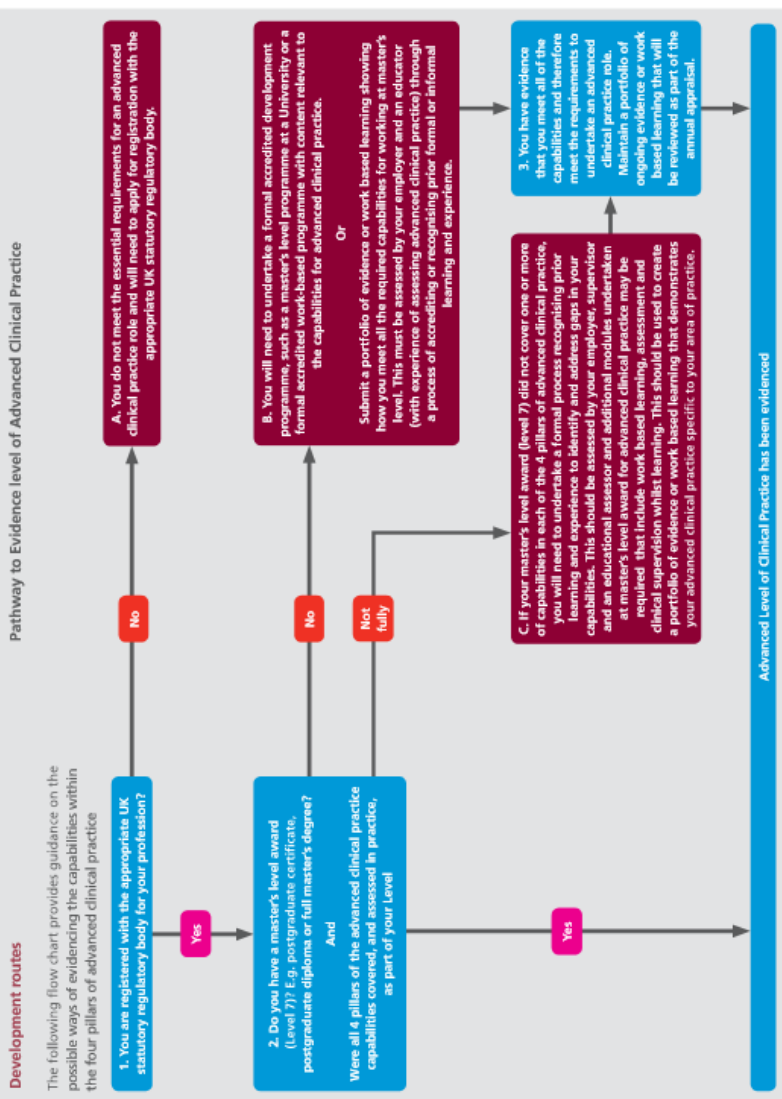 Development routes
Pathway to Evidence level of Advanced Clinical Practice
The following flow chart provides guidance on the
possible ways of evidencing the capabilities within
the four pillars of advanced clinical practice
1. You are registered with the appropriate UK
statutory regulatory body for your profession?
No
A. You do not meet the essential requirements for an advanced
clinical practice role and will need to apply for registration with the
appropriate UK statutory regulatory body.
Yes
2. Do you have a master's level award
(Level 7)? E.g. postgraduate certificate,
postgraduate diploma or full master's degree?
And
Were all 4 pillars of the advanced clinical practice
capabilities covered, and assessed in practice,
as part of your Level
No
B. You will need to undertake a formal accredited development
programme, such as a master's level programme at a University or a
formal accredited work-based programme with content relevant to
the capabilities for advanced clinical practice.
Or
Submit a portfolio of evidence or work based learning showing
how you meet all the required capabilities for working at master's
level. This must be assessed by your employer and an educator
(with experience of assessing advanced clinical practice) through
a process of accrediting or recognising prior formal or informal
learning and experience.
Not
fully
C. If your master's level award (level 7) did not cover one or more
of capabilities in each of the 4 pillars of advanced clinical practice,
you will need to undertake a formal process recognising prior
learning and experience to identify and address gaps in your
capabilities. This should be assessed by your employer, supervisor
and an educational assessor and additional modules undertaken
at master's level award for advanced clinical practice may be
required that include work based learning, assessment and
clinical supervision whilst learning. This should be used to create
a portfolio of evidence or work based learning that demonstrates
your advanced clinical practice specific to your area of practice.
3. You have evidence
that you meet all of the
capabilities and therefore
meet the requirements to
undertake an advanced
clinical practice role.
Maintain a portfolio of
ongoing evidence or work
based learning that will
be reviewed as part of the
annual appraisal.
Yes
Advanced Level of Clinical Practice has been evidenced